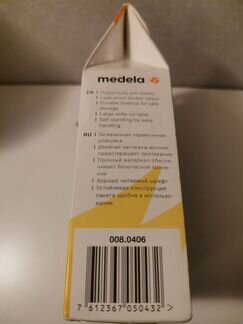 medela
EN | Hygienically pre-sealed
| Leak-proof double zipper
| Durable material for safe
storage
| Large write-on label
| Self-standing for easy
handling
RU | Гигиеничная герметичная
упаковка
| Двойная застежка-молния
предотвращает протекание
| Прочный материал обеспе-
чивает безопасное хране-
ние
| Хорошо читаемый шрифт
| Устойчивая конструкция
пакета удобна в использо-
вании
008.0406
7 612367 050432 >